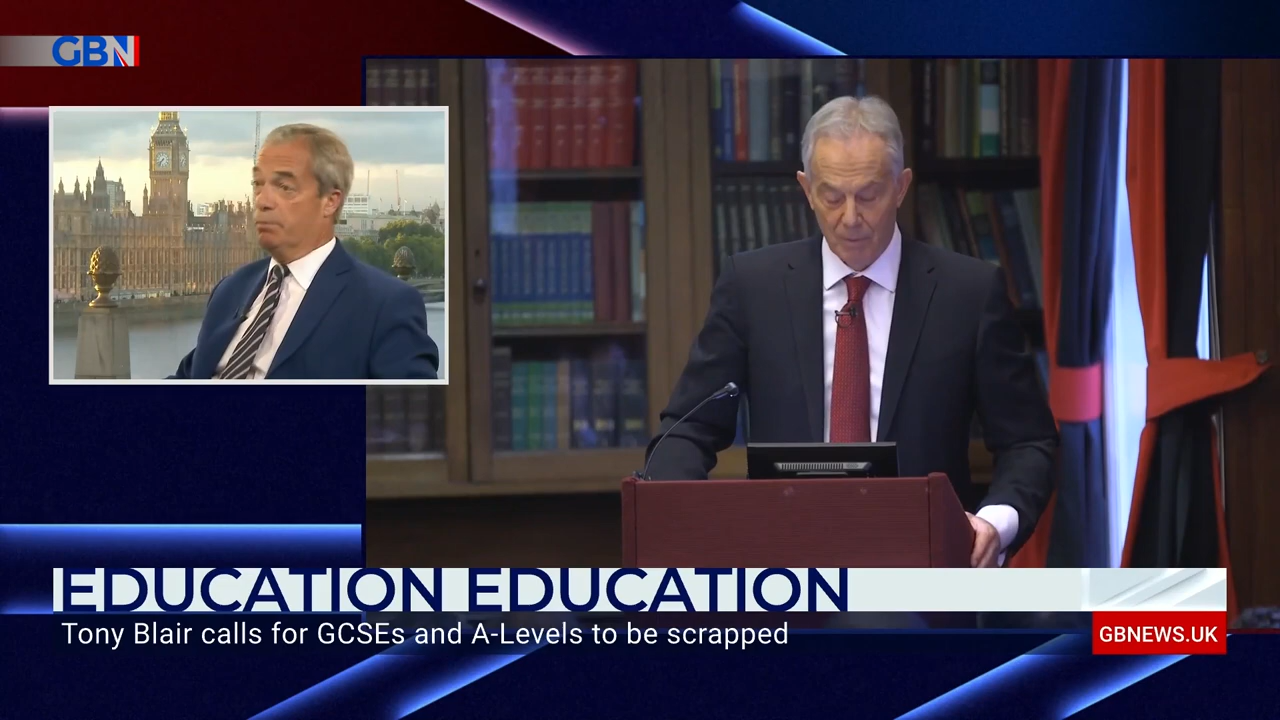 GBN
EDUCATION EDUCATION
Tony Blair calls for GCSEs and A-Levels to be scrapped
GBNEWS.UK